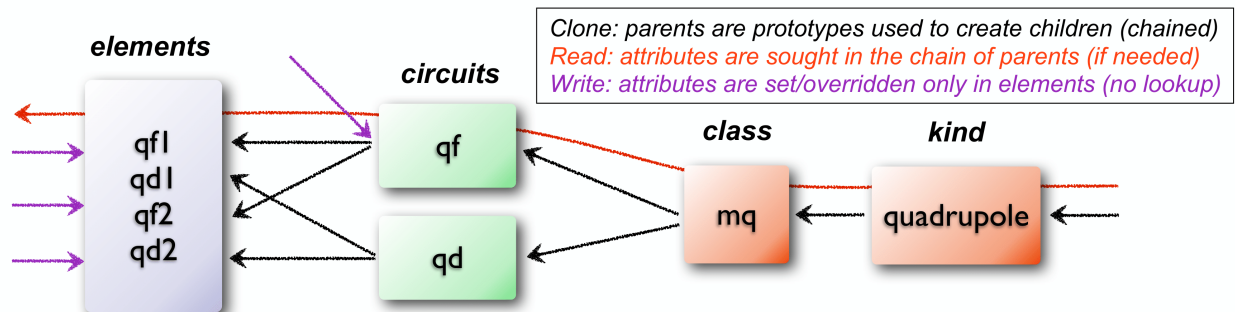 Clone: parents are prototypes used to create children (chained)
Read: attributes are sought in the chain of parents (if needed)
Write: attributes are set/overridden only in elements (no lookup)
elements
circuits
class
kind
qf1
qd1
qf2
qd2
qf
qd
mq
quadrupole